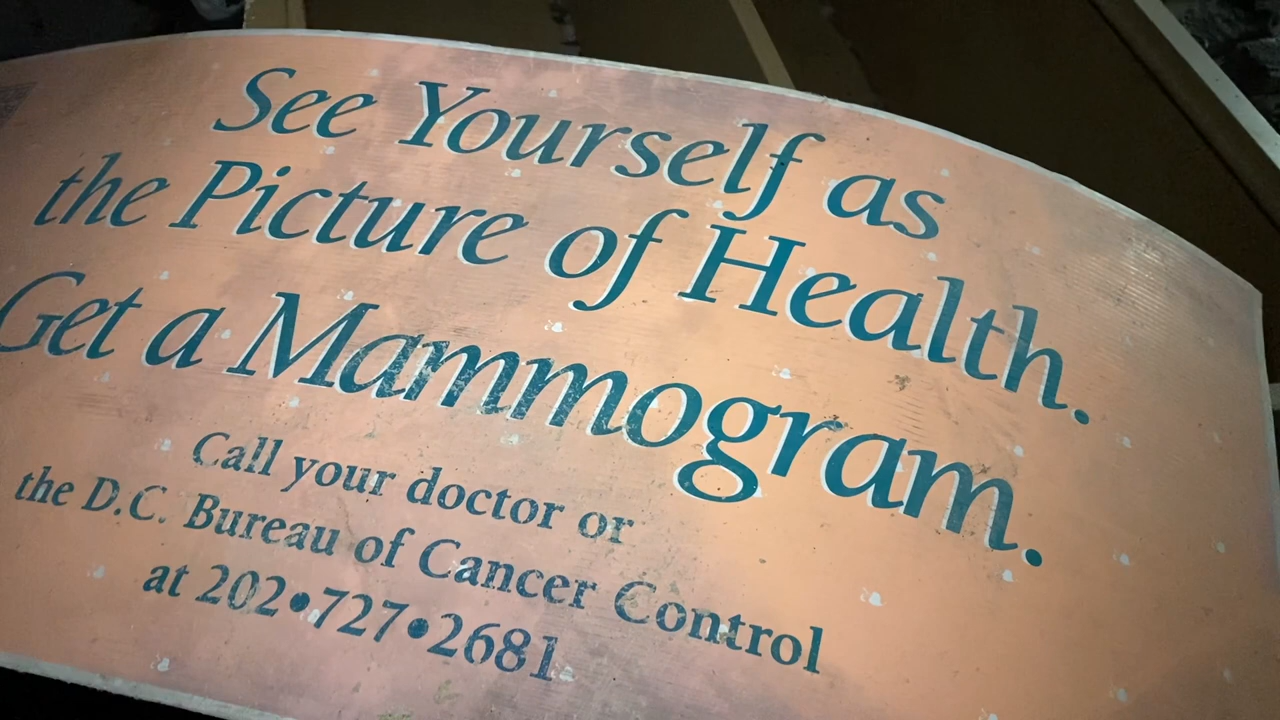 See Yourself as
the Picture of Health.
Get a Mammogram.
Call your doctor or
the D.C. Bureau of Cancer Control
at 202•727•2681